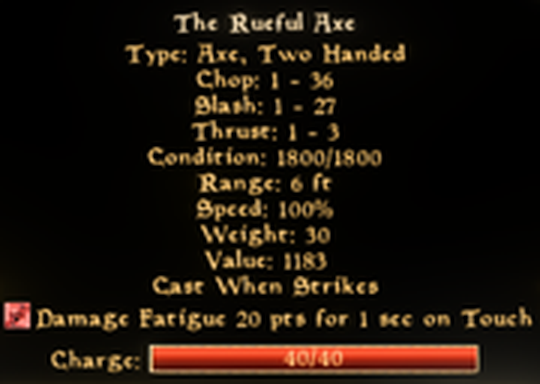 The Rueful Axe
Type: Axe, Two Handed
Chop: 1 - 36
Slash: 1 - 27
Thrust: 1 - 3
Condition: 1800/1800
Range: 6 ft
Speed: 100%
Weight: 30
Value: 1183
Cast When Strikes
Damage Fatigue 20 pts for 1 sec on Touch
Charge: 40/40